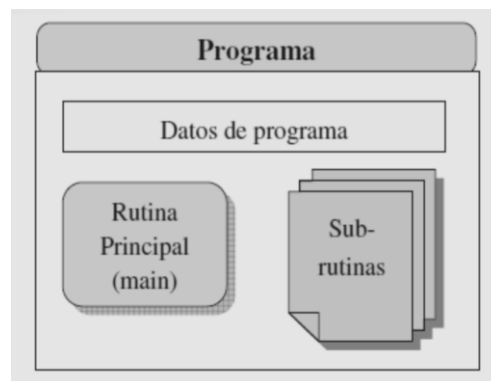 Programa
Datos de programa
Rutina
Principal
(main)
Sub-
rutinas